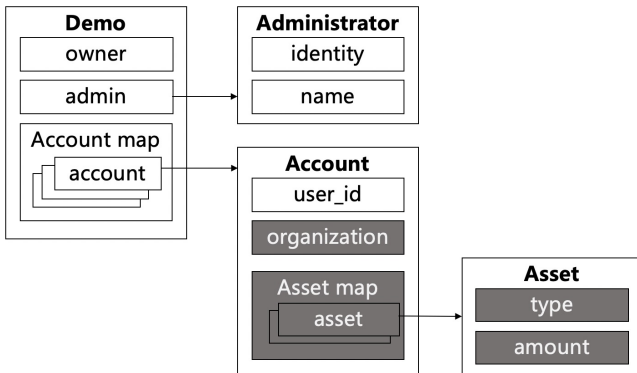 Demo
owner
admin
Account map
account
Administrator
identity
name
Account
user_id
organization
Asset map
asset
Asset
type
amount